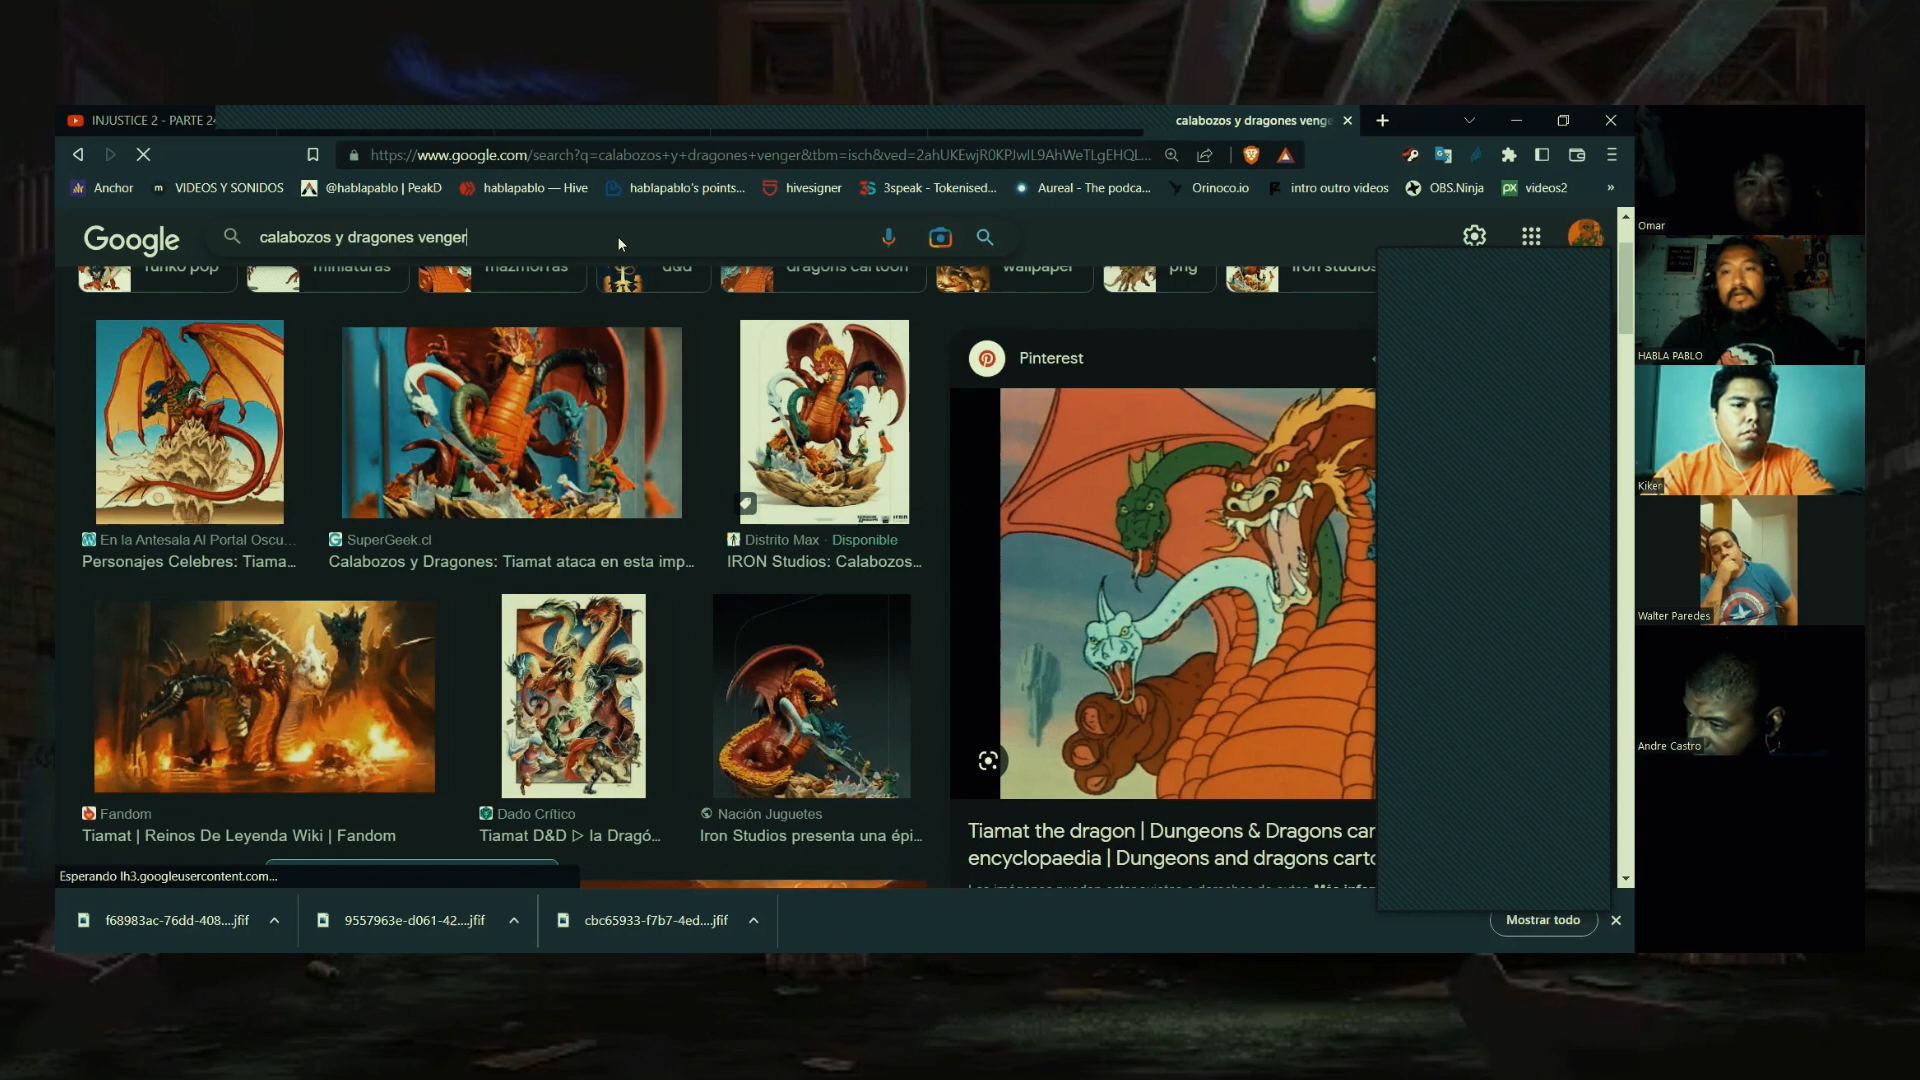 INJUSTICE 2 - PARTE 24
calabozos y dragones venge
https://www.google.com/search?q=calabozos+y+dragones+venger&tbm=isch&ved=2ahUKEwjR0KPJwIL9AhWeTLgEHQL...
Anchor
VIDEOS Y SONIDOS
@hablapablo | PeakD
hablapablo — Hive
hablapablo's points...
hivesigner
3speak - Tokenised...
Aureal - The podca...
Orinoco.io
intro outro videos
OBS.Ninja
videos2
»
Google
calabozos y dragones venger
funko pop
miniaturas
mazmorras
d&d
dragons cartoon
wallpaper
png
iron studios
Pinterest
En la Antesala Al Portal Oscu...
Personajes Celebres: Tiama...
SuperGeek.cl
Calabozos y Dragones: Tiamat ataca en esta imp...
Distrito Max · Disponible
IRON Studios: Calabozos...
Fandom
Tiamat | Reinos De Leyenda Wiki | Fandom
Dado Crítico
Tiamat D&D ▷ la Dragó...
Nación Juguetes
Iron Studios presenta una épi...
Tiamat the dragon | Dungeons & Dragons car
encyclopaedia | Dungeons and dragons carto
Esperando lh3.googleusercontent.com...
f68983ac-76dd-408....jfif
9557963e-d061-42....jfif
cbc65933-f7b7-4ed....jfif
Mostrar todo
Omar
HABLA PABLO
Kiker
Walter Paredes
Andre Castro